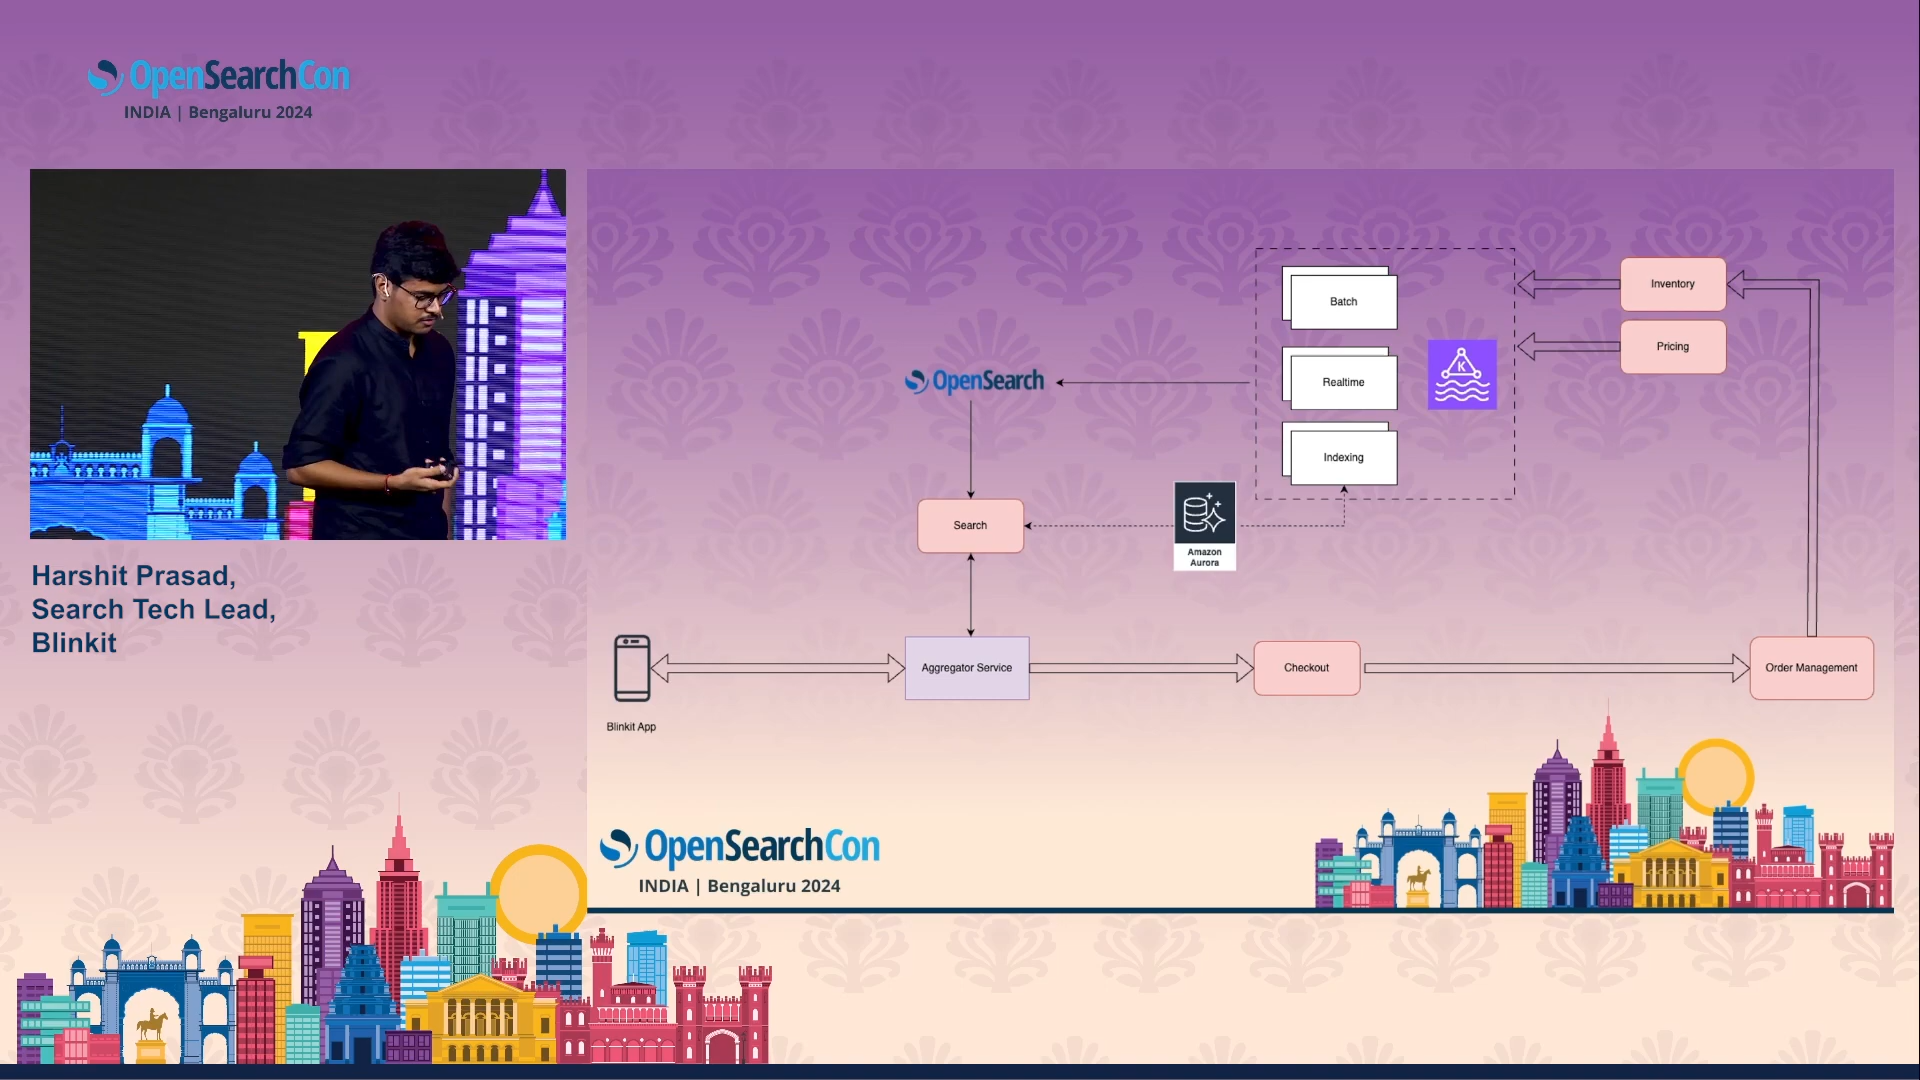 OpenSearchCon
INDIA | Bengaluru 2024
Harshit Prasad,
Search Tech Lead,
Blinkit
Batch
Realtime
Indexing
K
Inventory
Pricing
OpenSearch
Search
Amazon
Aurora
Blinkit App
Aggregator Service
Checkout
Order Management
OpenSearchCon
INDIA | Bengaluru 2024